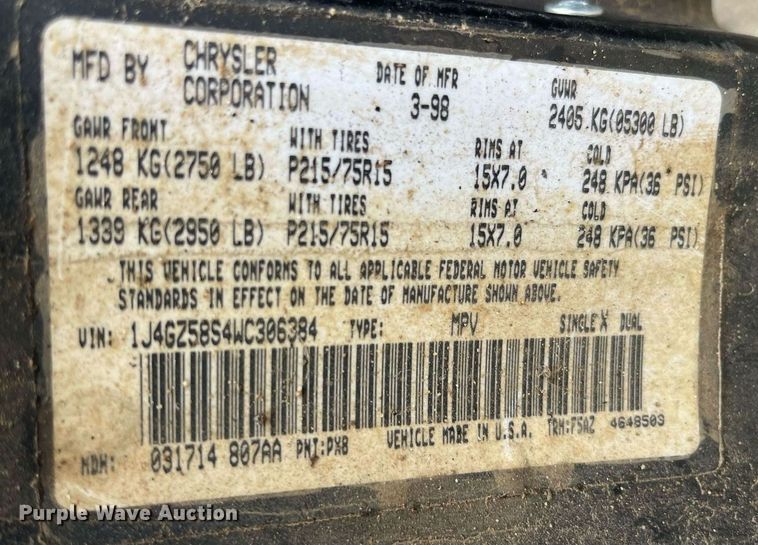 MFD BY CHRYSLER CORPORATION DATE OF MFR 3-98 GVWR 2405 KG(05300 LB)
GAWR FRONT WITH TIRES RIMS AT COLD
1248 KG(2750 LB) P215/75R15 15X7.0 248 KPA(36 PSI)
GAWR REAR WITH TIRES RIMS AT COLD
1339 KG(2950 LB) P215/75R15 15X7.0 248 KPA(36 PSI)
THIS VEHICLE CONFORMS TO ALL APPLICABLE FEDERAL MOTOR VEHICLE SAFETY
STANDARDS IN EFFECT ON THE DATE OF MANUFACTURE SHOWN ABOVE.
VIN: 1J4GZ58S4WC306384 TYPE: MPV SINGLE X DUAL
MDH: 031714 807AA PNT:PX8 VEHICLE MADE IN U.S.A. TRM:F5AZ 4648503
Purple Wave Auction